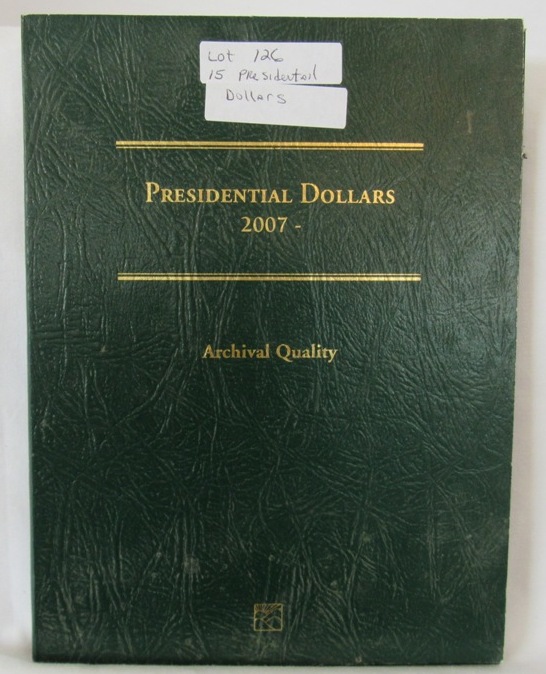 Lot 126
15 Presidentail
Dollars
PRESIDENTIAL DOLLARS
2007 -
Archival Quality